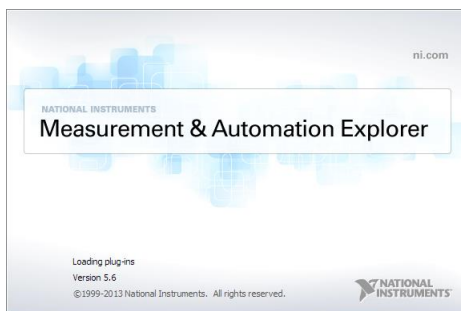 ni.com
NATIONAL INSTRUMENTS
Measurement & Automation Explorer
Loading plug-ins
Version 5.6
©1999-2013 National Instruments. All rights reserved.
NATIONAL
INSTRUMENTS™